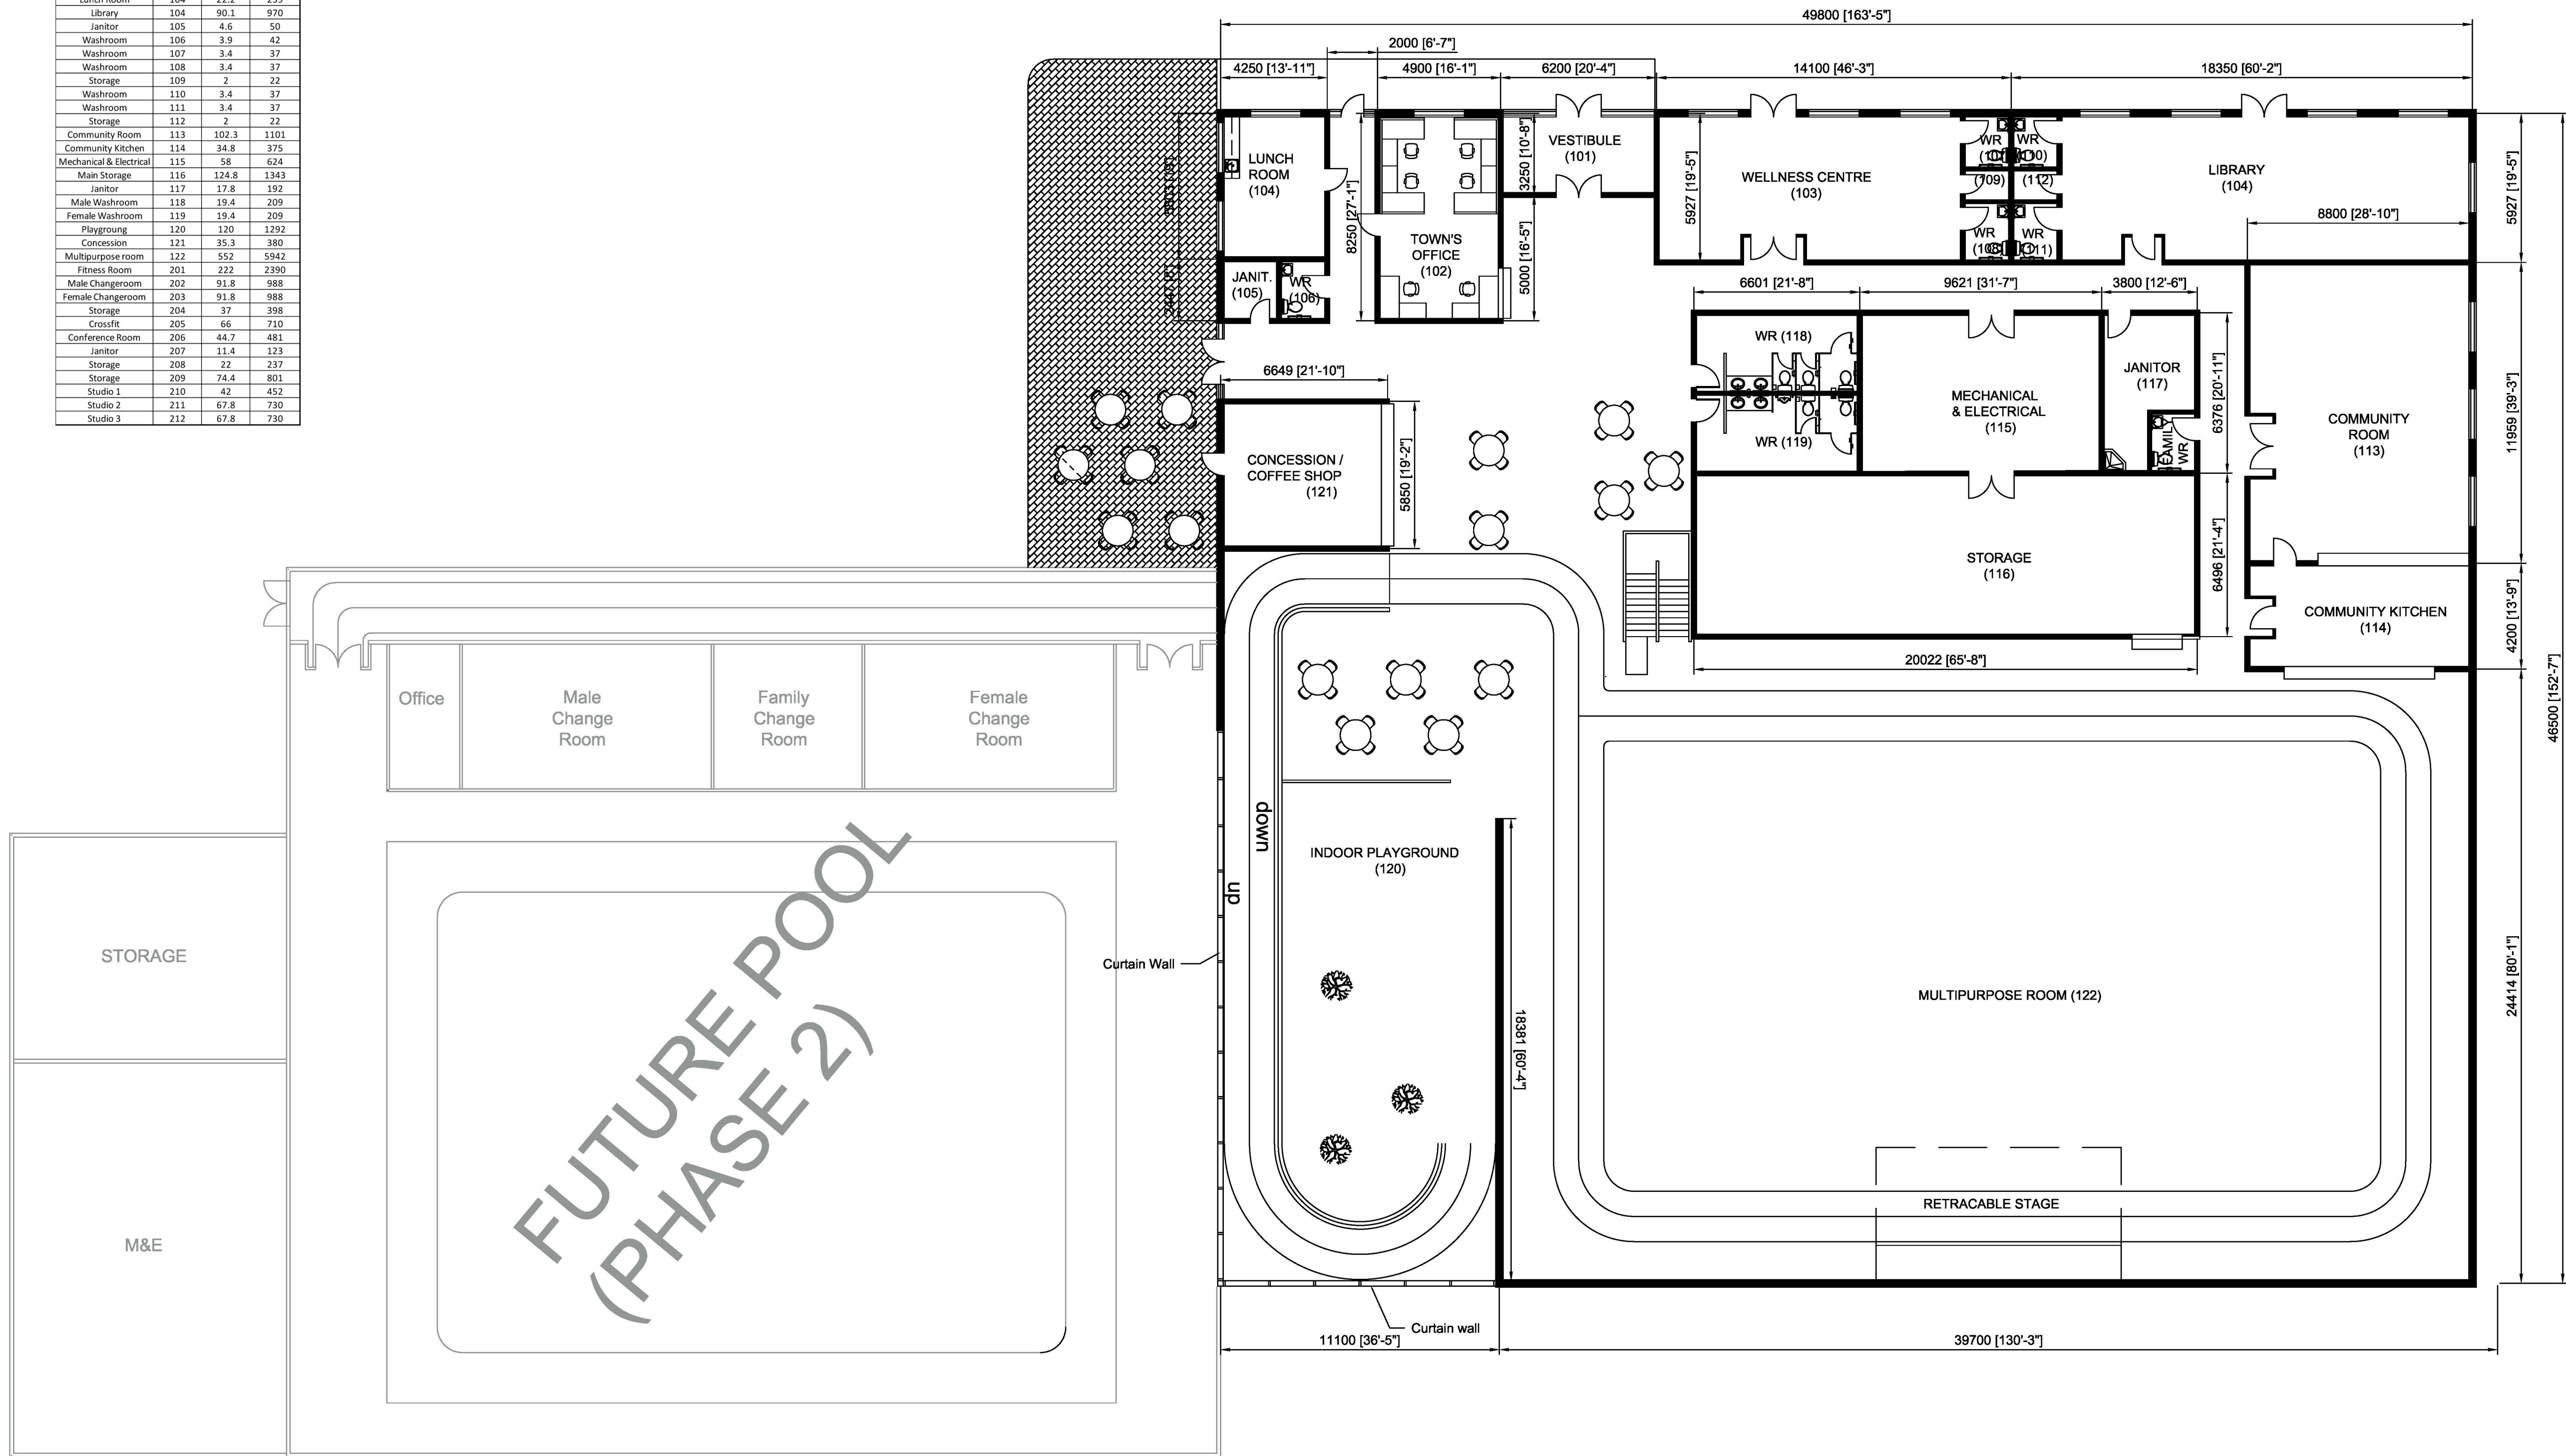 Library 104 90.1 970
Janitor 105 4.6 50
Washroom 106 3.9 42
Washroom 107 3.4 37
Washroom 108 3.4 37
Storage 109 2 22
Washroom 110 3.4 37
Washroom 111 3.4 37
Storage 112 2 22
Community Room 113 102.3 1101
Community Kitchen 114 34.8 375
Mechanical & Electrical 115 58 624
Main Storage 116 124.8 1343
Janitor 117 17.8 192
Male Washroom 118 19.4 209
Female Washroom 119 19.4 209
Playgroung 120 120 1292
Concession 121 35.3 380
Multipurpose room 122 552 5942
Fitness Room 201 222 2390
Male Changeroom 202 91.8 988
Female Changeroom 203 91.8 988
Storage 204 37 398
Crossfit 205 66 710
Conference Room 206 44.7 481
Janitor 207 11.4 123
Storage 208 22 237
Storage 209 74.4 801
Studio 1 210 42 452
Studio 2 211 67.8 730
Studio 3 212 67.8 730
49800 [163'-5"]
2000 [6'-7"]
4250 [13'-11"]
4900 [16'-1"]
6200 [20'-4"]
14100 [46'-3"]
18350 [60'-2"]
LUNCH
ROOM
(104)
8250 [27'-1"]
TOWN'S
OFFICE
(102)
3250 [10'-8"]
5000 [16'-5"]
VESTIBULE
(101)
5927 [19'-5"]
WELLNESS CENTRE
(103)
WR
WR
(109)
(112)
WR
WR
LIBRARY
(104)
8800 [28'-10"]
5927 [19'-5"]
JANIT.
(105)
WR
(106)
6601 [21'-8"]
9621 [31'-7"]
3800 [12'-6"]
WR (118)
WR (119)
MECHANICAL
& ELECTRICAL
(115)
JANITOR
(117)
FAMILY
WR
6376 [20'-11"]
COMMUNITY
ROOM
(113)
11959 [39'-3"]
6649 [21'-10"]
CONCESSION /
COFFEE SHOP
(121)
5850 [19'-2"]
STORAGE
(116)
6496 [21'-4"]
20022 [65'-8"]
COMMUNITY KITCHEN
(114)
4200 [13'-9"]
46500 [152'-7"]
Office
Male
Change
Room
Family
Change
Room
Female
Change
Room
down
up
INDOOR PLAYGROUND
(120)
Curtain Wall
18381 [60'-4"]
MULTIPURPOSE ROOM (122)
24414 [80'-1"]
STORAGE
M&E
FUTURE POOL
(PHASE 2)
RETRACABLE STAGE
Curtain wall
11100 [36'-5"]
39700 [130'-3"]